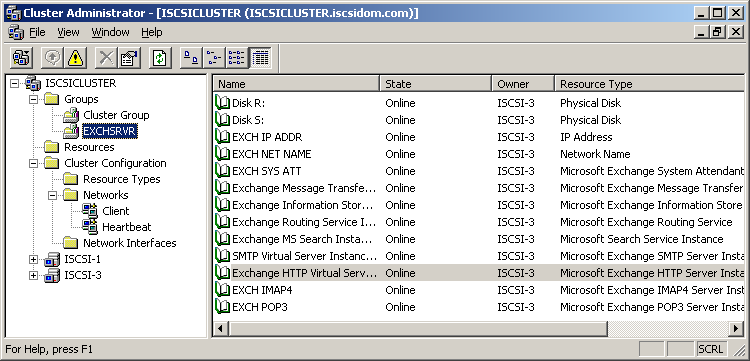 Cluster Administrator - [ISCSICLUSTER (ISCSICLUSTER.iscsidom.com)]
File View Window Help
ISCSICLUSTER
Groups
Cluster Group
EXCHSRVR
Resources
Cluster Configuration
Resource Types
Networks
Client
Heartbeat
Network Interfaces
ISCSI-1
ISCSI-3
Name State Owner Resource Type
Disk R: Online ISCSI-3 Physical Disk
Disk S: Online ISCSI-3 Physical Disk
EXCH IP ADDR Online ISCSI-3 IP Address
EXCH NET NAME Online ISCSI-3 Network Name
EXCH SYS ATT Online ISCSI-3 Microsoft Exchange System Attendant
Exchange Message Transfe... Online ISCSI-3 Microsoft Exchange Message Transfer
Exchange Information Stor... Online ISCSI-3 Microsoft Exchange Information Store
Exchange Routing Service I... Online ISCSI-3 Microsoft Exchange Routing Service
Exchange MS Search Insta... Online ISCSI-3 Microsoft Search Service Instance
SMTP Virtual Server Instanc... Online ISCSI-3 Microsoft Exchange SMTP Server Insta
Exchange HTTP Virtual Serv... Online ISCSI-3 Microsoft Exchange HTTP Server Insta
EXCH IMAP4 Online ISCSI-3 Microsoft Exchange IMAP4 Server Inst
EXCH POP3 Online ISCSI-3 Microsoft Exchange POP3 Server Insta
For Help, press F1
SCRL